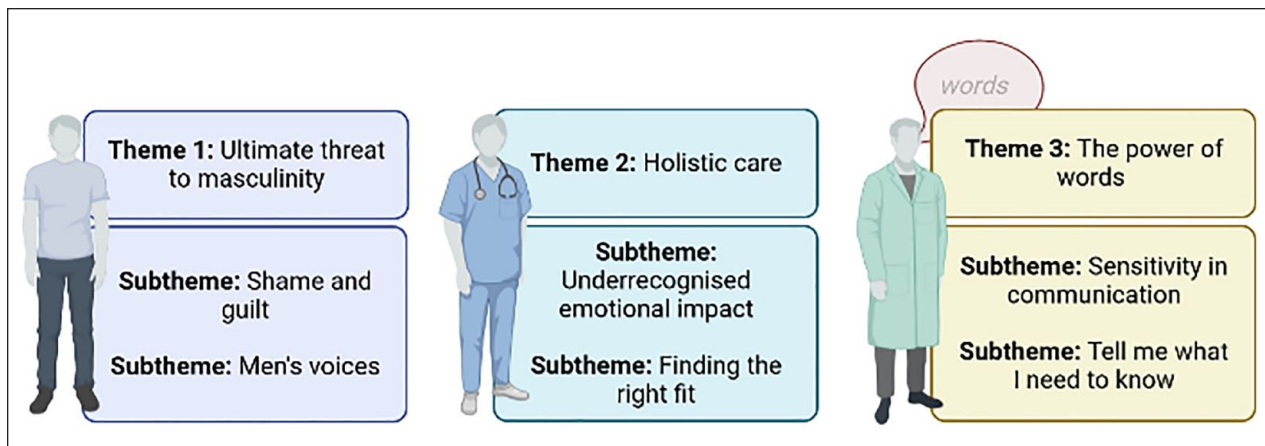 words
Theme 1: Ultimate threat
to masculinity
Subtheme: Shame and
guilt
Subtheme: Men's voices
Theme 2: Holistic care
Subtheme:
Underrecognised
emotional impact
Subtheme: Finding the
right fit
Theme 3: The power of
words
Subtheme: Sensitivity in
communication
Subtheme: Tell me what
I need to know